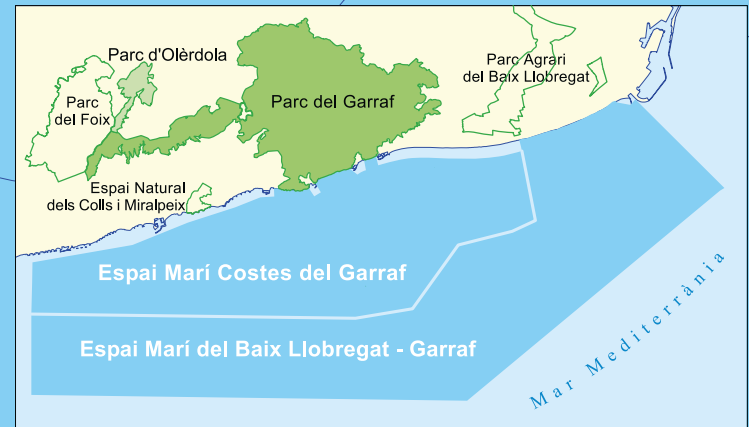 Parc d'Olèrdola
Parc Agrari
del Baix Llobregat
Parc
del Foix
Parc del Garraf
Espai Natural
dels Colls i Miralpeix
Espai Marí Costes del Garraf
Espai Marí del Baix Llobregat - Garraf
Mar Mediterrània